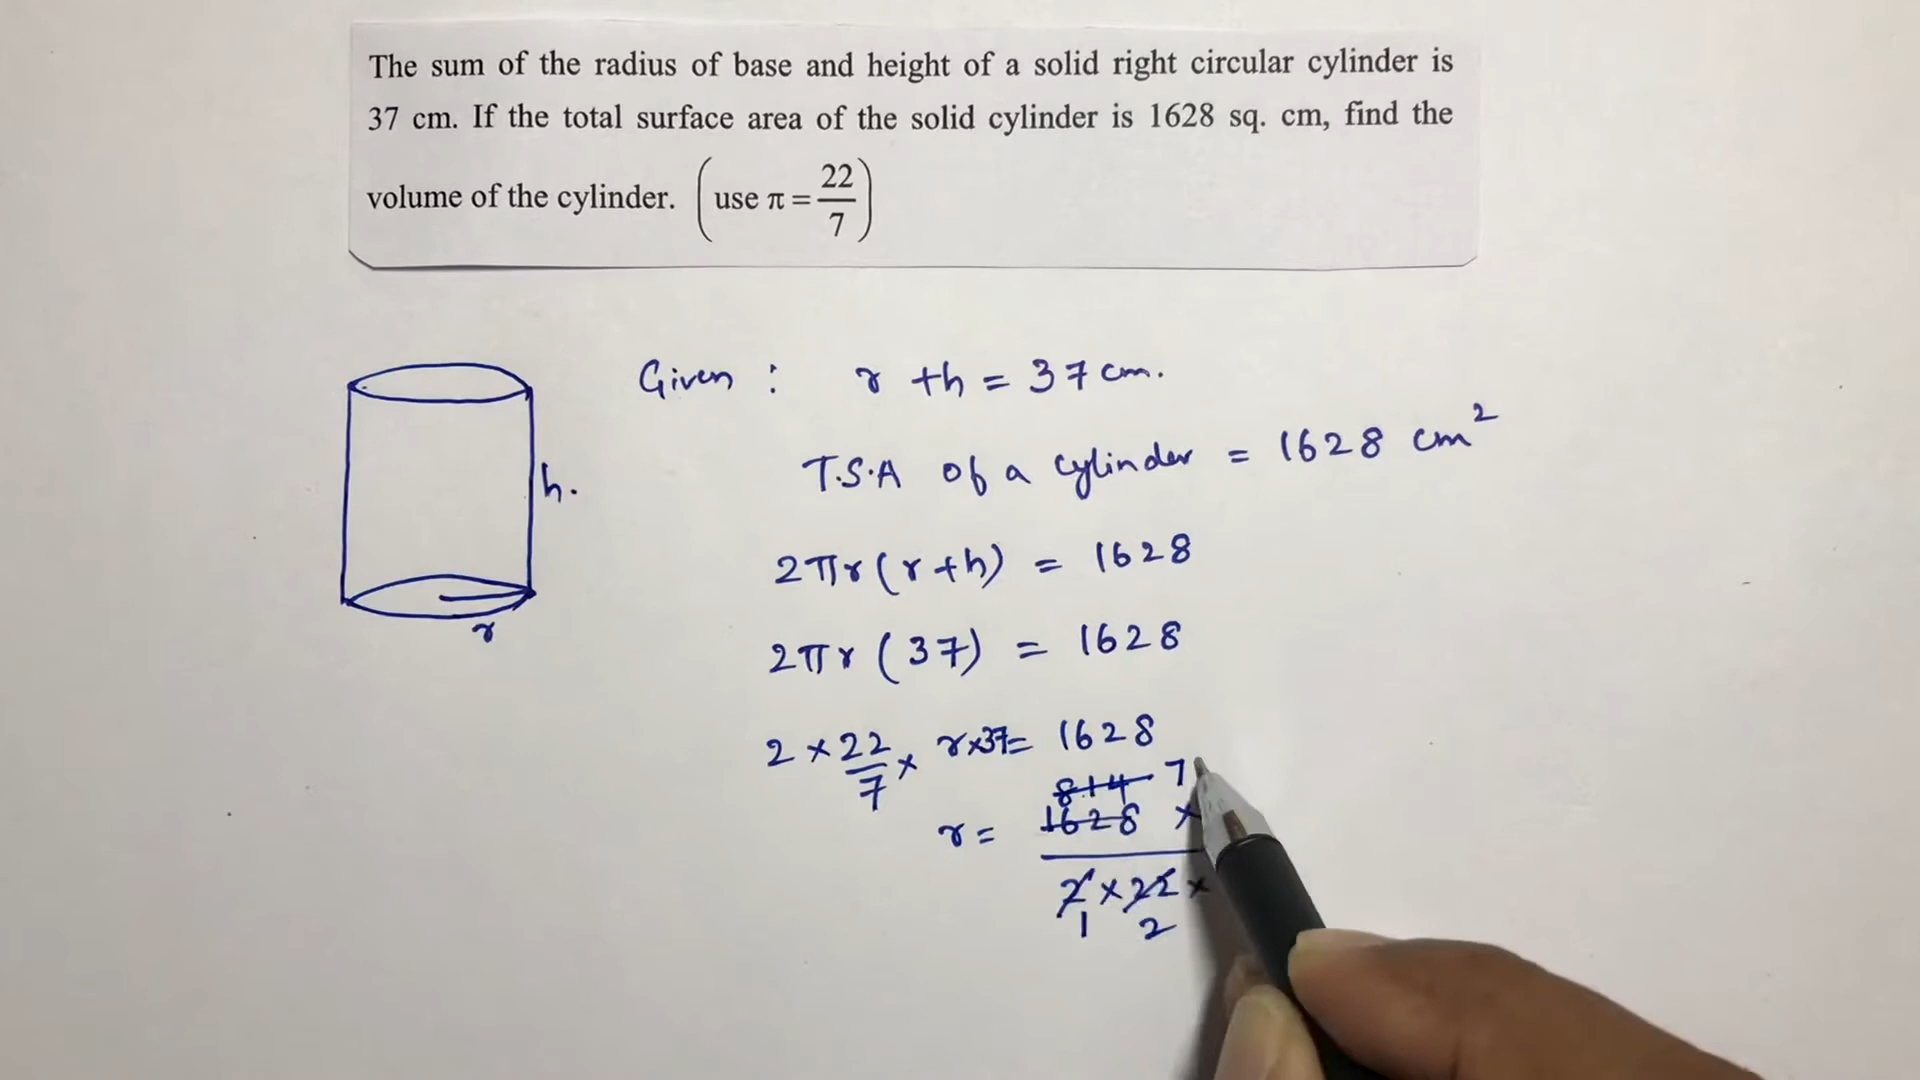 The sum of the radius of base and height of a solid right circular cylinder is
37 cm. If the total surface area of the solid cylinder is 1628 sq. cm, find the
volume of the cylinder. (use π = 22/7)
Given : r + h = 37 cm.
T.S.A of a cylinder = 1628 cm²
h.
2πr (r + h) = 1628
r
2πr (37) = 1628
2 × 22/7 × r × 37 = 1628
814 7
r = 1628 ×
2 × 22 ×
1 2